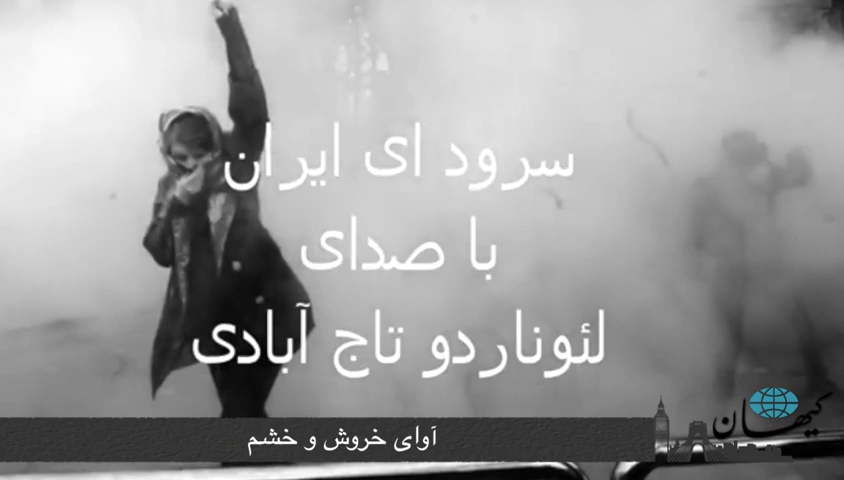 سرود ای ایران
با صدای
لئوناردو تاج آبادی
آوای خروش و خشم
کیهان